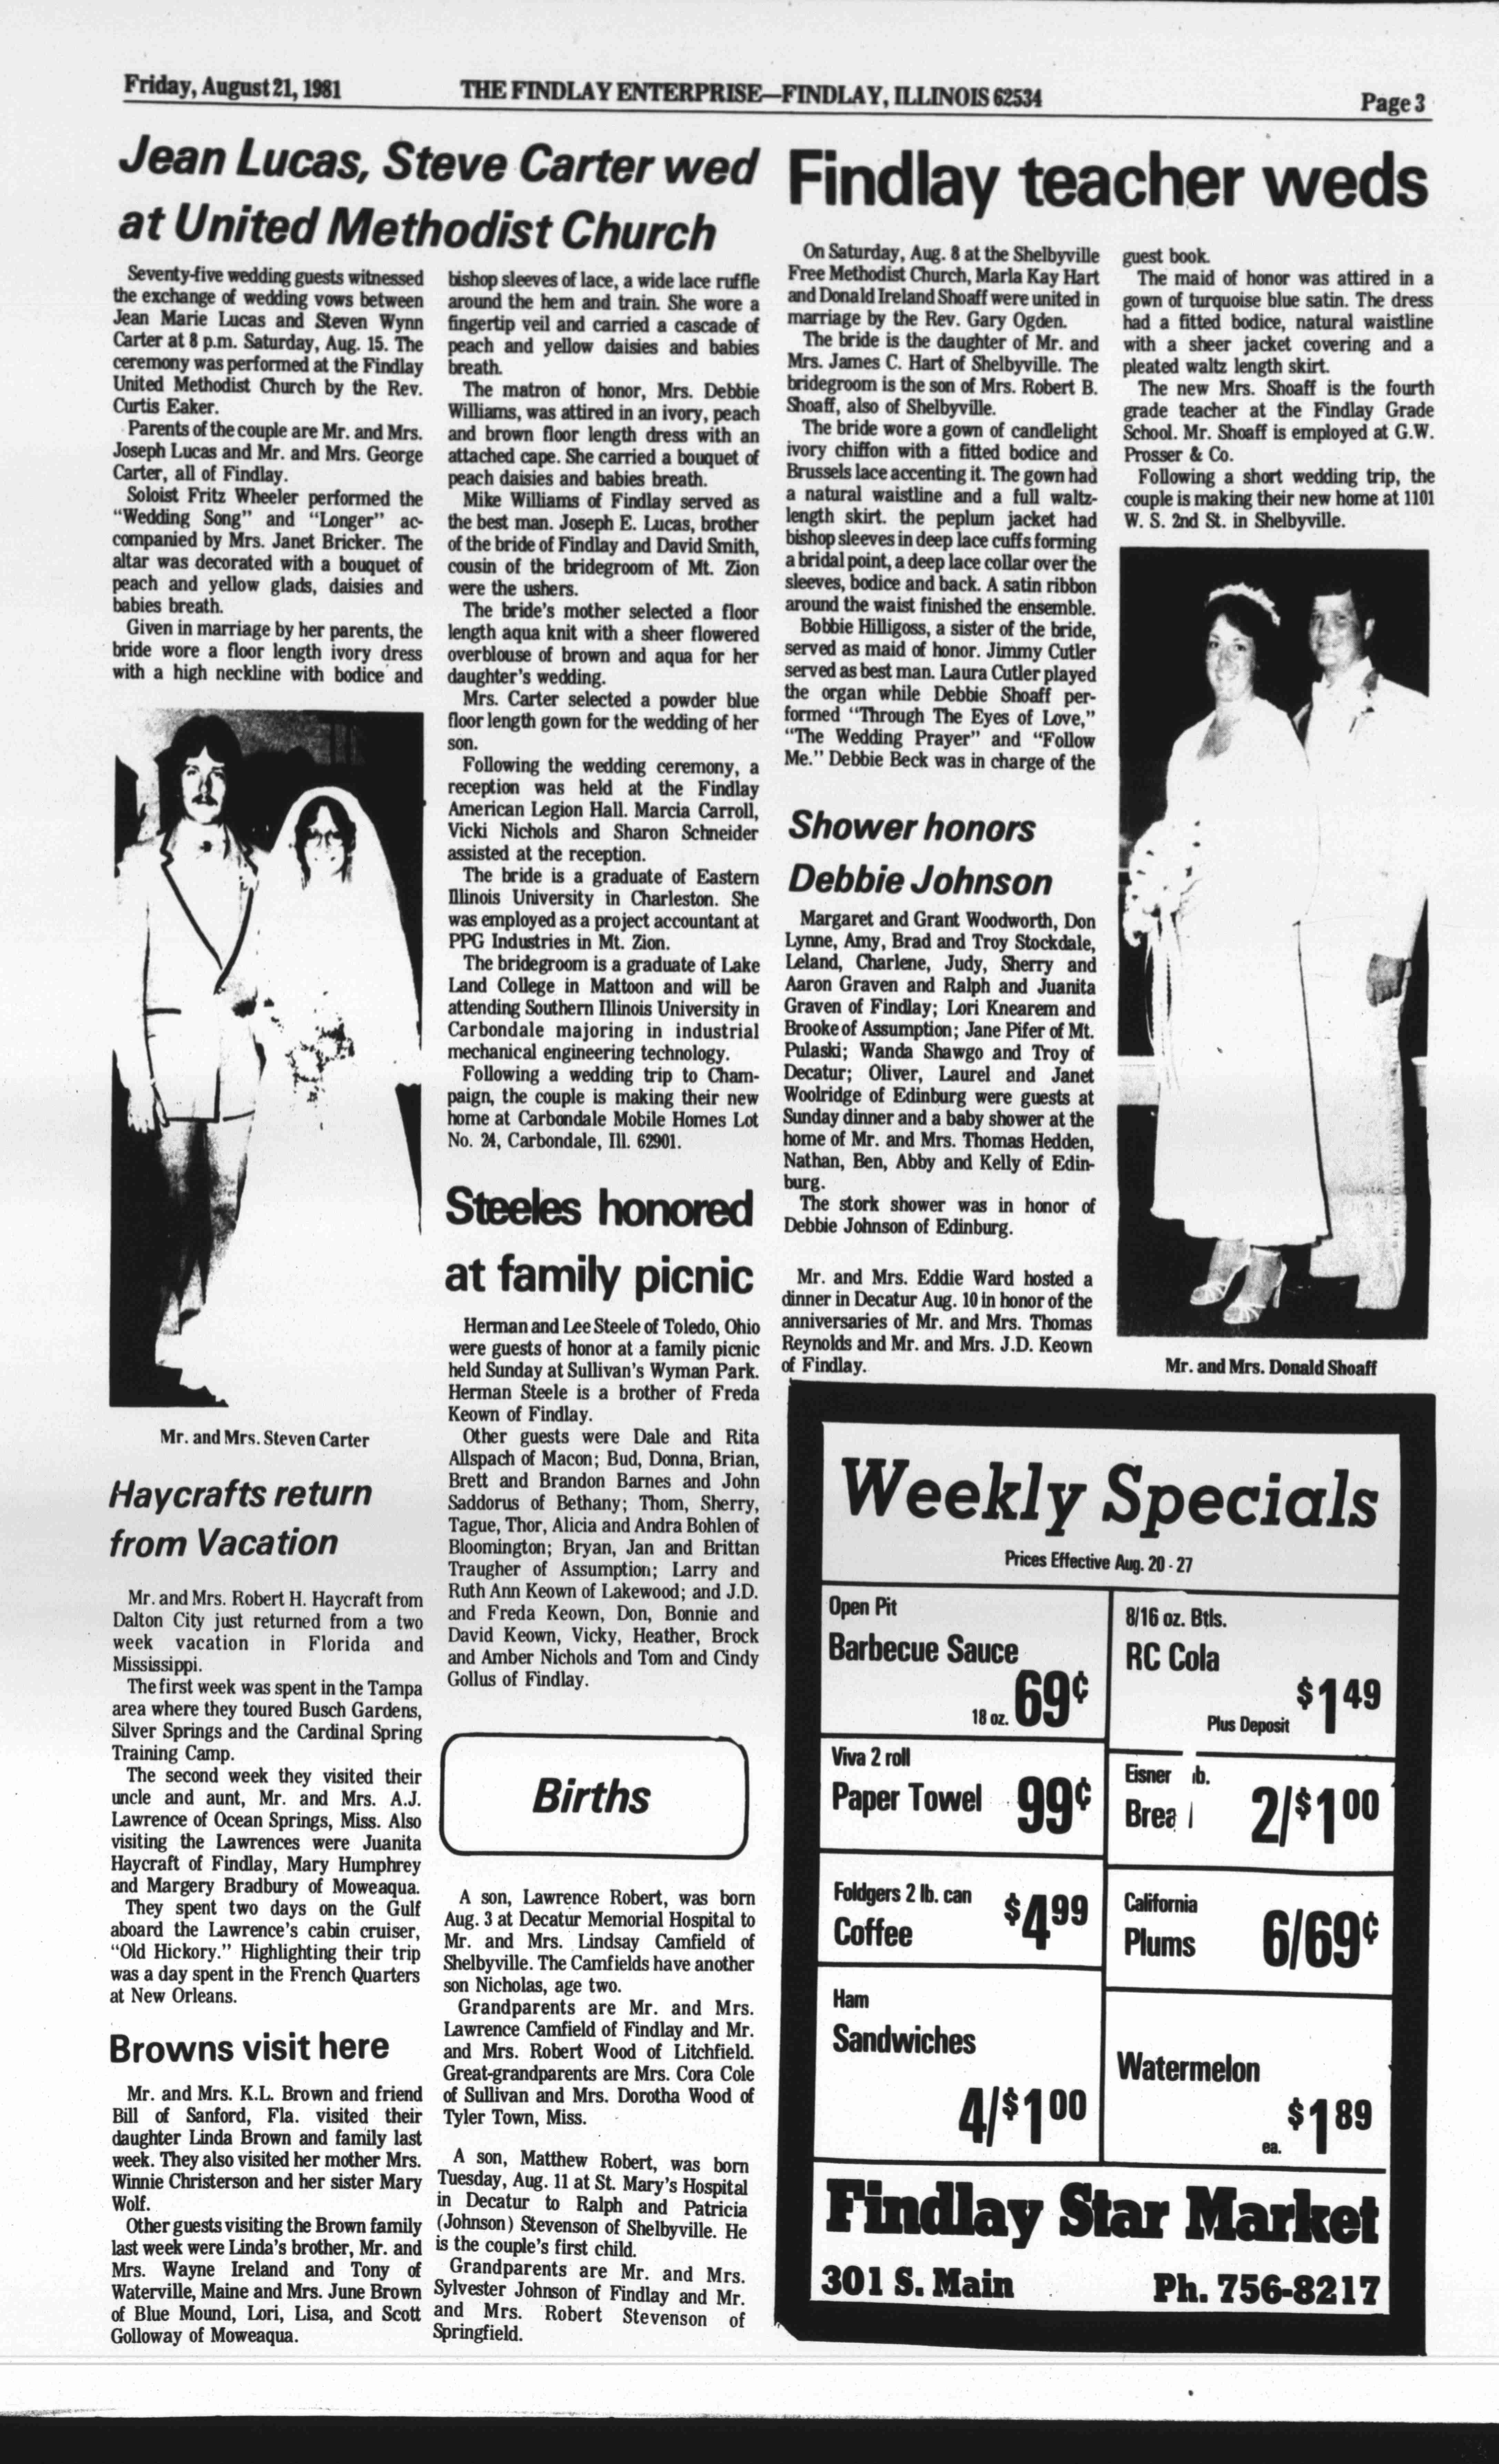 Friday, August 21, 1981
THE FINDLAY ENTERPRISE—FINDLAY, ILLINOIS 62534
Page 3
Jean Lucas, Steve Carter wed
at United Methodist Church
Seventy-five wedding guests witnessed
the exchange of wedding vows between
Jean Marie Lucas and Steven Wynn
Carter at 8 p.m. Saturday, Aug. 15. The
ceremony was performed at the Findlay
United Methodist Church by the Rev.
Curtis Eaker.
Parents of the couple are Mr. and Mrs.
Joseph Lucas and Mr. and Mrs. George
Carter, all of Findlay.
Soloist Fritz Wheeler performed the
"Wedding Song" and "Longer" ac-
companied by Mrs. Janet Bricker. The
altar was decorated with a bouquet of
peach and yellow glads, daisies and
babies breath.
Given in marriage by her parents, the
bride wore a floor length ivory dress
with a high neckline with bodice and
bishop sleeves of lace, a wide lace ruffle
around the hem and train. She wore a
fingertip veil and carried a cascade of
peach and yellow daisies and babies
breath.
The matron of honor, Mrs. Debbie
Williams, was attired in an ivory, peach
and brown floor length dress with an
attached cape. She carried a bouquet of
peach daisies and babies breath.
Mike Williams of Findlay served as
the best man. Joseph E. Lucas, brother
of the bride of Findlay and David Smith,
cousin of the bridegroom of Mt. Zion
were the ushers.
The bride's mother selected a floor
length aqua knit with a sheer flowered
overblouse of brown and aqua for her
daughter's wedding.
Mrs. Carter selected a powder blue
floor length gown for the wedding of her
son.
Following the wedding ceremony, a
reception was held at the Findlay
American Legion Hall. Marcia Carroll,
Vicki Nichols and Sharon Schneider
assisted at the reception.
The bride is a graduate of Eastern
Illinois University in Charleston. She
was employed as a project accountant at
PPG Industries in Mt. Zion.
The bridegroom is a graduate of Lake
Land College in Mattoon and will be
attending Southern Illinois University in
Carbondale majoring in industrial
mechanical engineering technology.
Following a wedding trip to Cham-
paign, the couple is making their new
home at Carbondale Mobile Homes Lot
No. 24, Carbondale, Ill. 62901.
Mr. and Mrs. Steven Carter
Haycrafts return
from Vacation
Mr. and Mrs. Robert H. Haycraft from
Dalton City just returned from a two
week vacation in Florida and
Mississippi.
The first week was spent in the Tampa
area where they toured Busch Gardens,
Silver Springs and the Cardinal Spring
Training Camp.
The second week they visited their
uncle and aunt, Mr. and Mrs. A.J.
Lawrence of Ocean Springs, Miss. Also
visiting the Lawrences were Juanita
Haycraft of Findlay, Mary Humphrey
and Margery Bradbury of Moweaqua.
They spent two days on the Gulf
aboard the Lawrence's cabin cruiser,
"Old Hickory." Highlighting their trip
was a day spent in the French Quarters
at New Orleans.
Browns visit here
Mr. and Mrs. K.L. Brown and friend
Bill of Sanford, Fla. visited their
daughter Linda Brown and family last
week. They also visited her mother Mrs.
Winnie Christerson and her sister Mary
Wolf.
Other guests visiting the Brown family
last week were Linda's brother, Mr. and
Mrs. Wayne Ireland and Tony of
Waterville, Maine and Mrs. June Brown
of Blue Mound, Lori, Lisa, and Scott
Golloway of Moweaqua.
Steeles honored
at family picnic
Herman and Lee Steele of Toledo, Ohio
were guests of honor at a family picnic
held Sunday at Sullivan's Wyman Park.
Herman Steele is a brother of Freda
Keown of Findlay.
Other guests were Dale and Rita
Allspach of Macon; Bud, Donna, Brian,
Brett and Brandon Barnes and John
Saddorus of Bethany; Thom, Sherry,
Tague, Thor, Alicia and Andra Bohlen of
Bloomington; Bryan, Jan and Brittan
Traugher of Assumption; Larry and
Ruth Ann Keown of Lakewood; and J.D.
and Freda Keown, Don, Bonnie and
David Keown, Vicky, Heather, Brock
and Amber Nichols and Tom and Cindy
Gollus of Findlay.
Births
A son, Lawrence Robert, was born
Aug. 3 at Decatur Memorial Hospital to
Mr. and Mrs. Lindsay Camfield of
Shelbyville. The Camfields have another
son Nicholas, age two.
Grandparents are Mr. and Mrs.
Lawrence Camfield of Findlay and Mr.
and Mrs. Robert Wood of Litchfield.
Great-grandparents are Mrs. Cora Cole
of Sullivan and Mrs. Dorotha Wood of
Tyler Town, Miss.
A son, Matthew Robert, was born
Tuesday, Aug. 11 at St. Mary's Hospital
in Decatur to Ralph and Patricia
(Johnson) Stevenson of Shelbyville. He
is the couple's first child.
Grandparents are Mr. and Mrs.
Sylvester Johnson of Findlay and Mr.
and Mrs. Robert Stevenson of
Springfield.
Findlay teacher weds
On Saturday, Aug. 8 at the Shelbyville
Free Methodist Church, Marla Kay Hart
and Donald Ireland Shoaff were united in
marriage by the Rev. Gary Ogden.
The bride is the daughter of Mr. and
Mrs. James C. Hart of Shelbyville. The
bridegroom is the son of Mrs. Robert B.
Shoaff, also of Shelbyville.
The bride wore a gown of candlelight
ivory chiffon with a fitted bodice and
Brussels lace accenting it. The gown had
a natural waistline and a full waltz-
length skirt. the peplum jacket had
bishop sleeves in deep lace cuffs forming
a bridal point, a deep lace collar over the
sleeves, bodice and back. A satin ribbon
around the waist finished the ensemble.
Bobbie Hilligoss, a sister of the bride,
served as maid of honor. Jimmy Cutler
served as best man. Laura Cutler played
the organ while Debbie Shoaff per-
formed "Through The Eyes of Love,"
"The Wedding Prayer" and "Follow
Me." Debbie Beck was in charge of the
guest book.
The maid of honor was attired in a
gown of turquoise blue satin. The dress
had a fitted bodice, natural waistline
with a sheer jacket covering and a
pleated waltz length skirt.
The new Mrs. Shoaff is the fourth
grade teacher at the Findlay Grade
School. Mr. Shoaff is employed at G.W.
Prosser & Co.
Following a short wedding trip, the
couple is making their new home at 1101
W. S. 2nd St. in Shelbyville.
Mr. and Mrs. Donald Shoaff
Shower honors
Debbie Johnson
Margaret and Grant Woodworth, Don
Lynne, Amy, Brad and Troy Stockdale,
Leland, Charlene, Judy, Sherry and
Aaron Graven and Ralph and Juanita
Graven of Findlay; Lori Knearem and
Brooke of Assumption; Jane Pifer of Mt.
Pulaski; Wanda Shawgo and Troy of
Decatur; Oliver, Laurel and Janet
Woolridge of Edinburg were guests at
Sunday dinner and a baby shower at the
home of Mr. and Mrs. Thomas Hedden,
Nathan, Ben, Abby and Kelly of Edin-
burg.
The stork shower was in honor of
Debbie Johnson of Edinburg.
Mr. and Mrs. Eddie Ward hosted a
dinner in Decatur Aug. 10 in honor of the
anniversaries of Mr. and Mrs. Thomas
Reynolds and Mr. and Mrs. J.D. Keown
of Findlay.
Weekly Specials
Prices Effective Aug. 20 - 27
Open Pit
Barbecue Sauce
18 oz. 69¢
8/16 oz. Btls.
RC Cola
Plus Deposit $1 49
Viva 2 roll
Paper Towel 99¢
Eisner lb.
Brea 2/$1 00
Foldgers 2 lb. can
Coffee $4 99
California
Plums 6/69¢
Ham
Sandwiches
4/$1 00
Watermelon
ea. $1 89
Findlay Star Market
301 S. Main
Ph. 756-8217